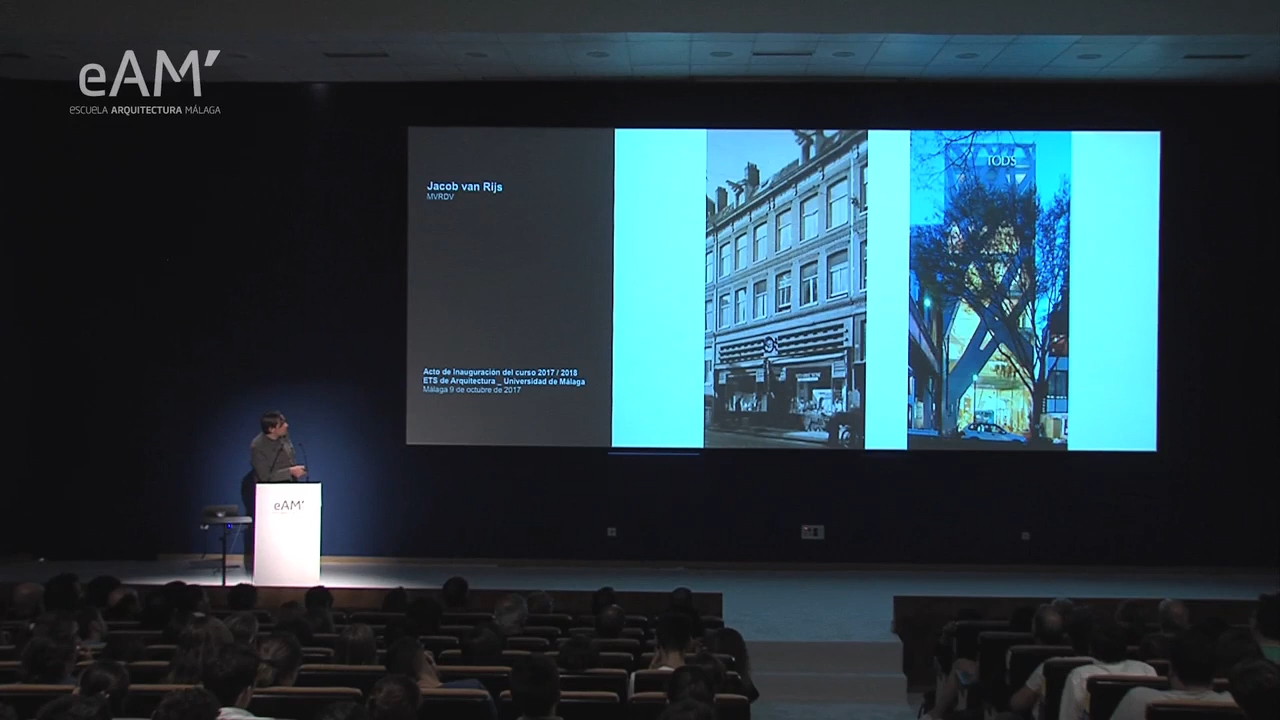 eAM'
eSCUELA ARQUITECTURA MÁLAGA
Jacob van Rijs
MVRDV
TODS
Acto de Inauguración del curso 2017 / 2018
ETS de Arquitectura _ Universidad de Málaga
Málaga 9 de octubre de 2017
eAM'